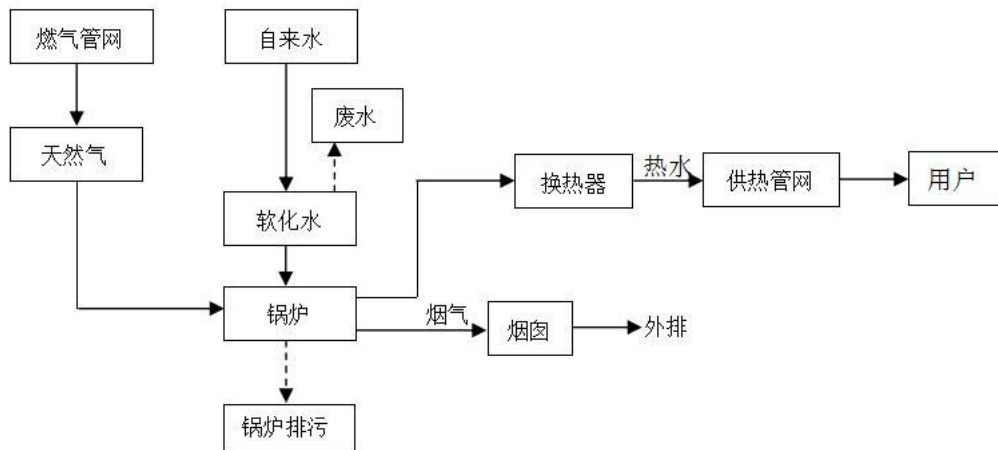 燃气管网
自来水
废水
天然气
换热器
热水
供热管网
用户
软化水
锅炉
烟气
烟囱
外排
锅炉排污